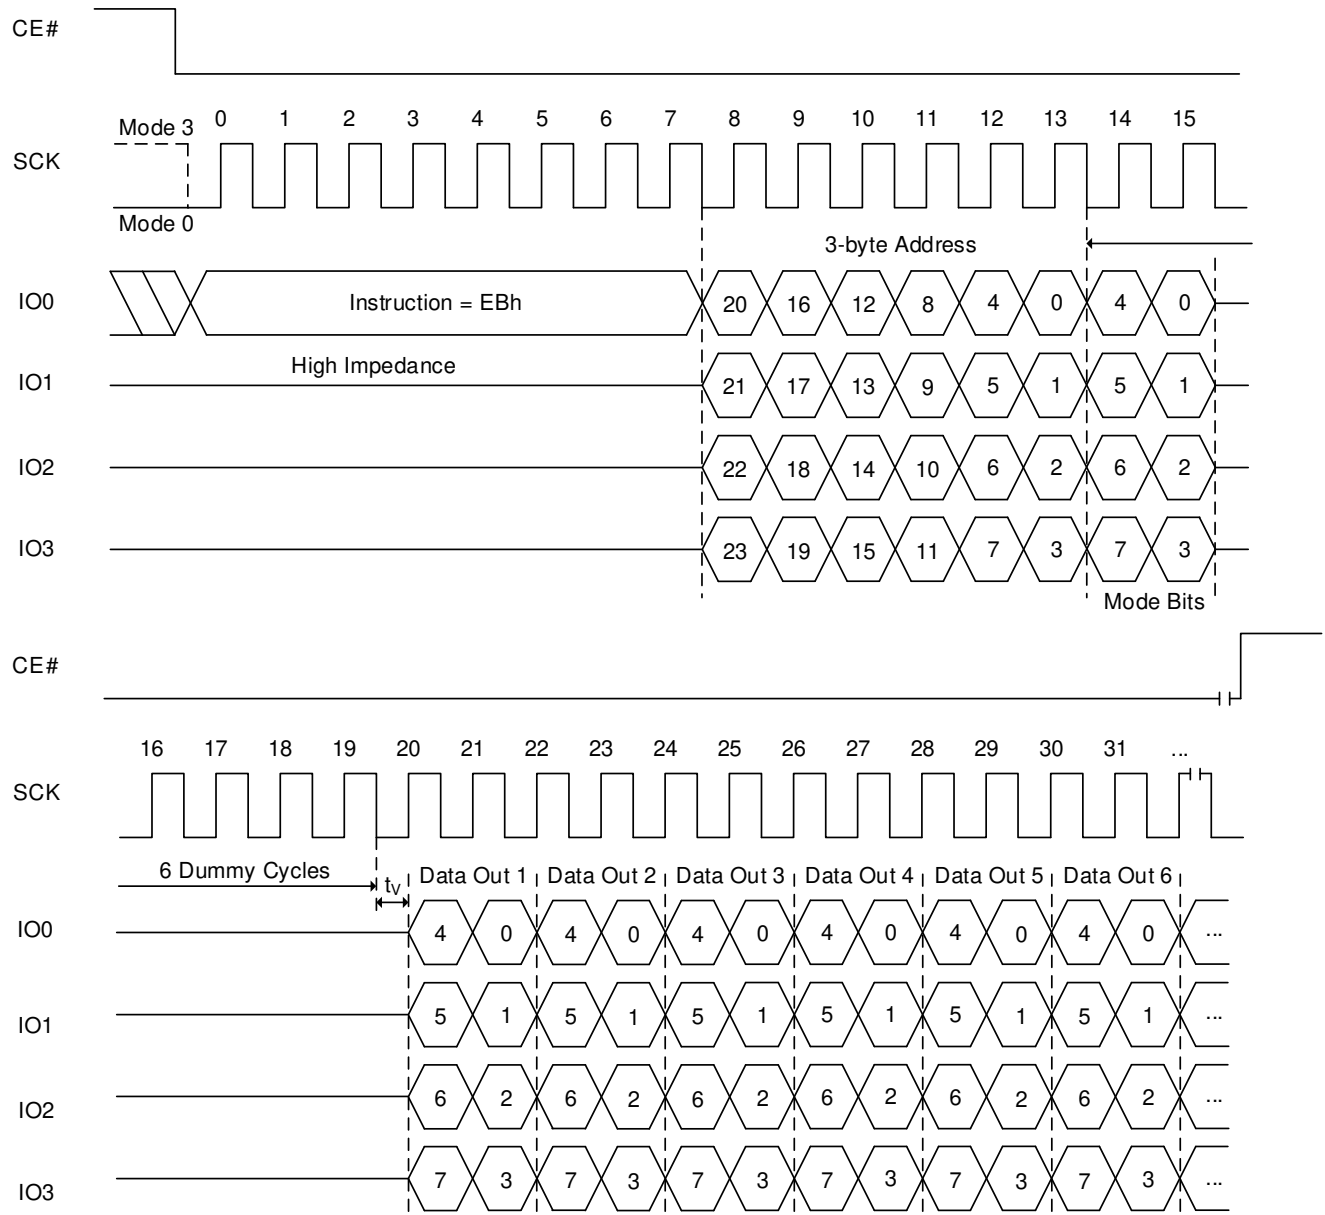 CE#
Mode 3 0 1 2 3 4 5 6 7 8 9 10 11 12 13 14 15
SCK
Mode 0
3-byte Address
IO0 Instruction = EBh 20 16 12 8 4 0 4 0
High Impedance
IO1 21 17 13 9 5 1 5 1
IO2 22 18 14 10 6 2 6 2
IO3 23 19 15 11 7 3 7 3
Mode Bits
CE#
16 17 18 19 20 21 22 23 24 25 26 27 28 29 30 31 ...
SCK
6 Dummy Cycles tV Data Out 1 Data Out 2 Data Out 3 Data Out 4 Data Out 5 Data Out 6
IO0 4 0 4 0 4 0 4 0 4 0 4 0 ...
IO1 5 1 5 1 5 1 5 1 5 1 5 1 ...
IO2 6 2 6 2 6 2 6 2 6 2 6 2 ...
IO3 7 3 7 3 7 3 7 3 7 3 7 3 ...